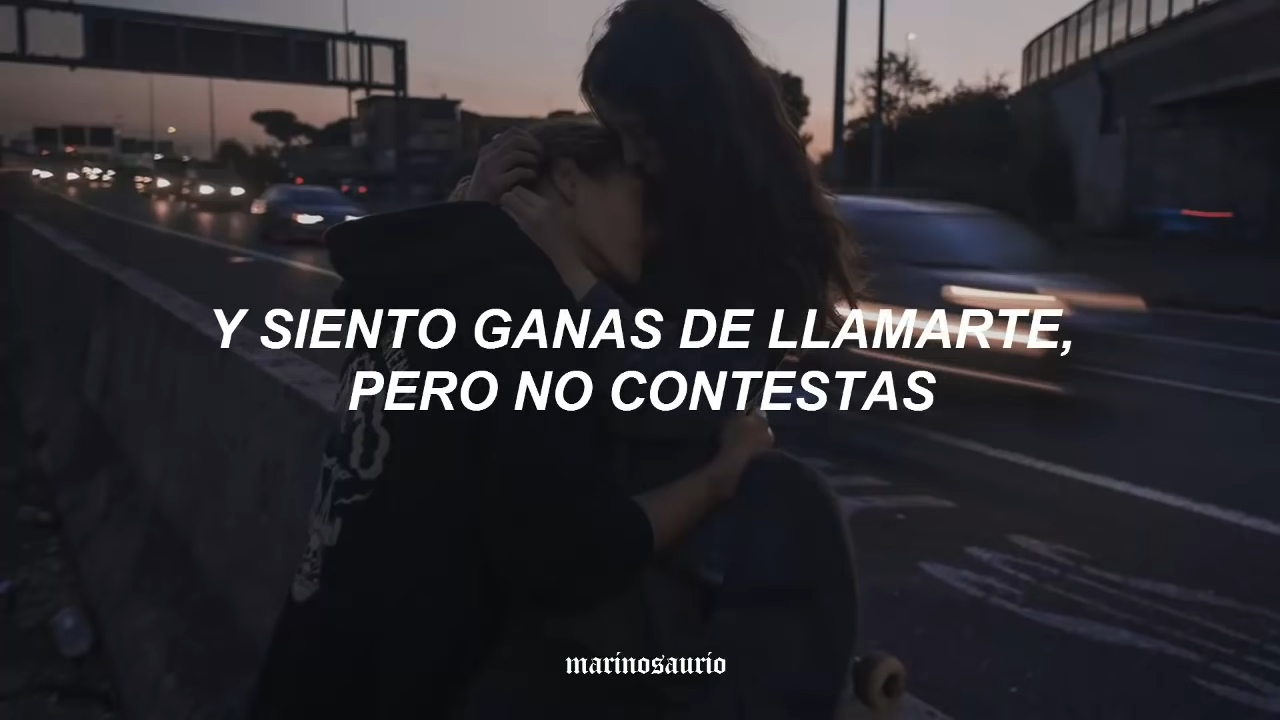 Y SIENTO GANAS DE LLAMARTE,
PERO NO CONTESTAS
marinosaurio